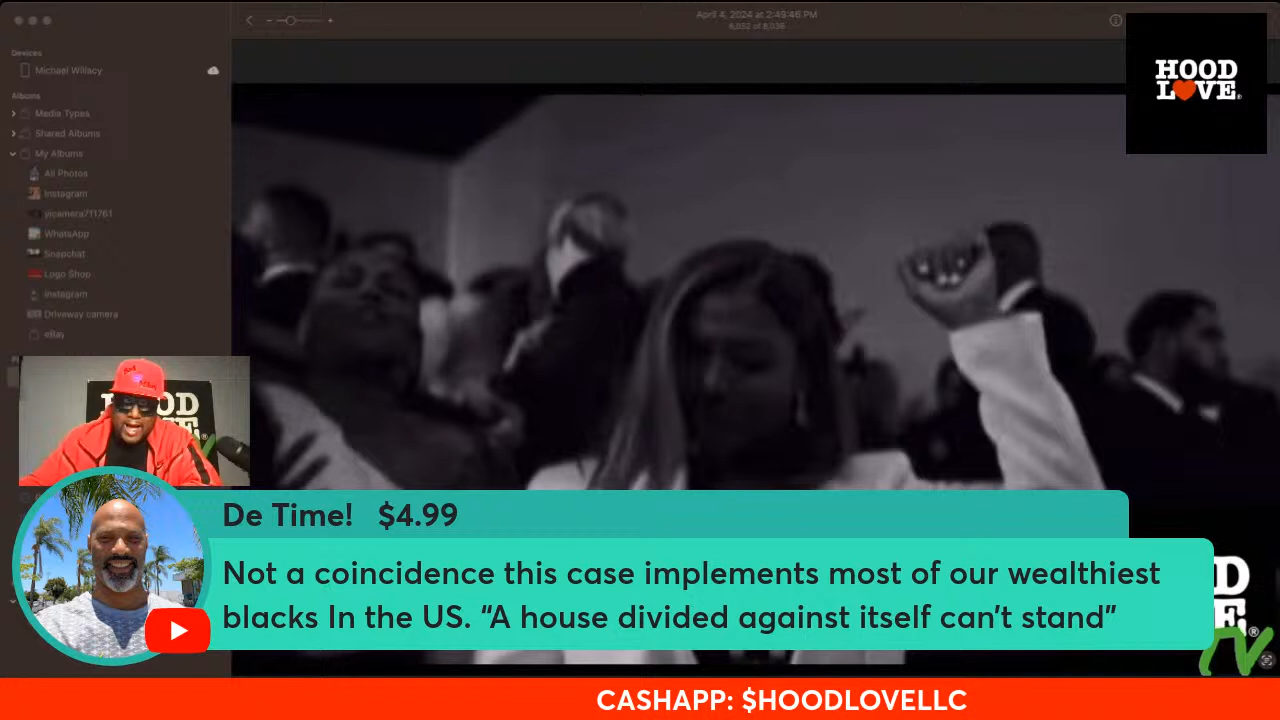 April 4, 2024 at 2:49:46 PM
Devices
Michael Willacy
Albums
Media Types
Shared Albums
My Albums
All Photos
Instagram
yicamera711761
WhatsApp
Snapchat
Logo Shop
Instagram
Driveway camera
eBay
HOOD
LOVE®
De Time! $4.99
Not a coincidence this case implements most of our wealthiest
blacks In the US. “A house divided against itself can’t stand”
TV
CASHAPP: $HOODLOVELLC